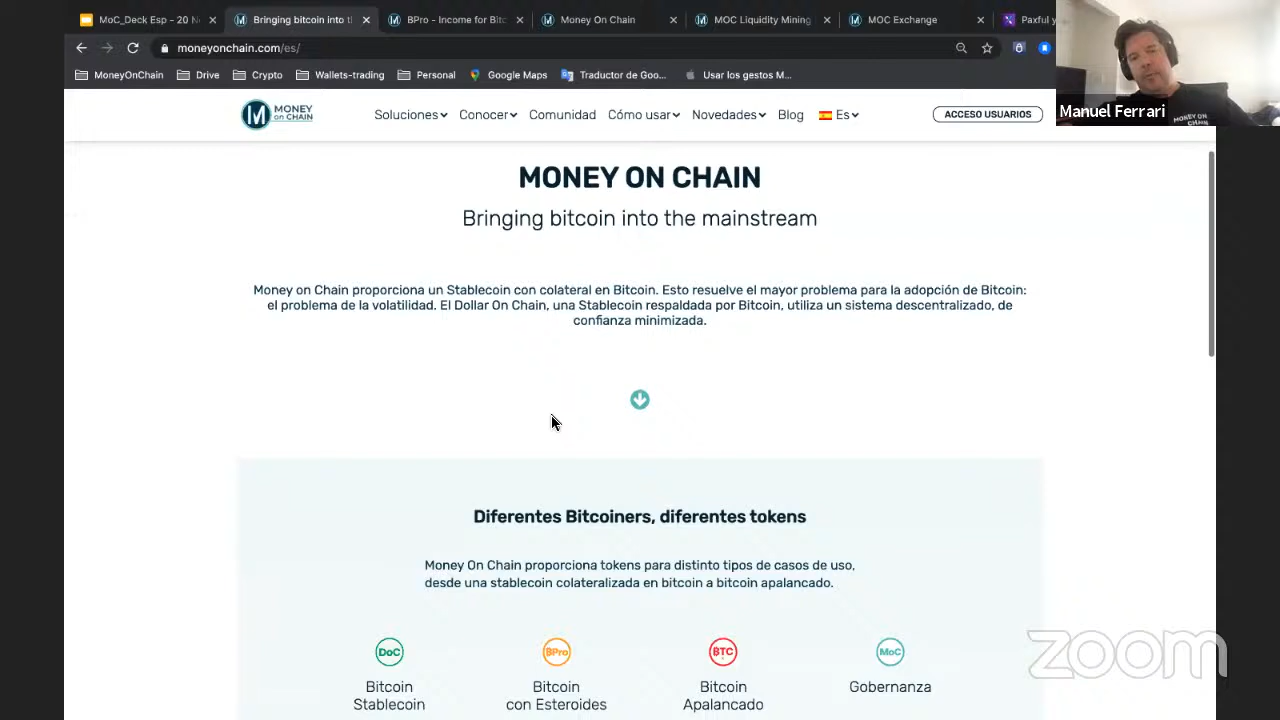 MoC_Deck Esp – 20 N
Bringing bitcoin into t
BPro - Income for Bitc
Money On Chain
MOC Liquidity Mining
MOC Exchange
Paxful y
moneyonchain.com/es/
MoneyOnChain
Drive
Crypto
Wallets-trading
Personal
Google Maps
Traductor de Goo...
Usar los gestos M...
Manuel Ferrari
MONEY ON CHAIN
MONEY
on CHAIN
Soluciones
Conocer
Comunidad
Cómo usar
Novedades
Blog
Es
ACCESO USUARIOS
MONEY ON CHAIN
Bringing bitcoin into the mainstream
Money on Chain proporciona un Stablecoin con colateral en Bitcoin. Esto resuelve el mayor problema para la adopción de Bitcoin:
el problema de la volatilidad. El Dollar On Chain, una Stablecoin respaldada por Bitcoin, utiliza un sistema descentralizado, de
confianza minimizada.
Diferentes Bitcoiners, diferentes tokens
Money On Chain proporciona tokens para distinto tipos de casos de uso,
desde una stablecoin colateralizada en bitcoin a bitcoin apalancado.
DoC
BPro
BTC
MoC
Bitcoin
Stablecoin
Bitcoin
con Esteroides
Bitcoin
Apalancado
Gobernanza
zoom